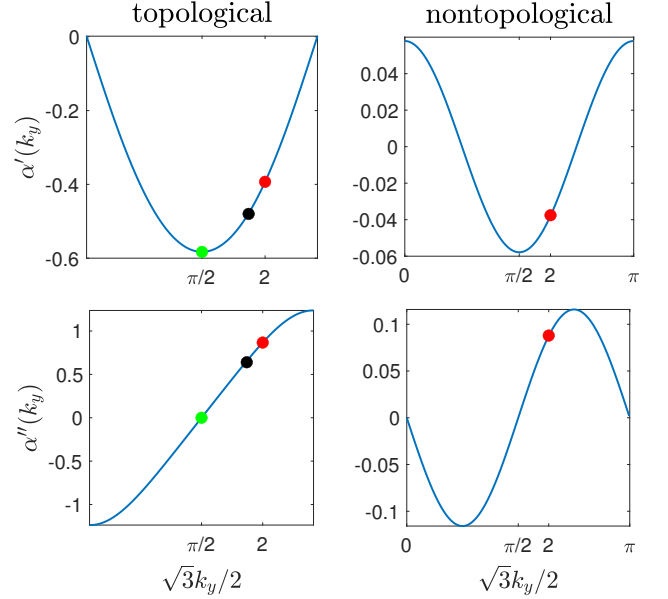 topological
nontopological
α′(k_y)
0
-0.2
-0.4
-0.6
π/2
2
0.04
0.02
0
-0.02
-0.04
-0.06
0
π/2
2
π
α″(k_y)
1
0.5
0
-0.5
-1
π/2
2
√3k_y/2
0.1
0.05
0
-0.05
-0.1
0
π/2
2
π
√3k_y/2